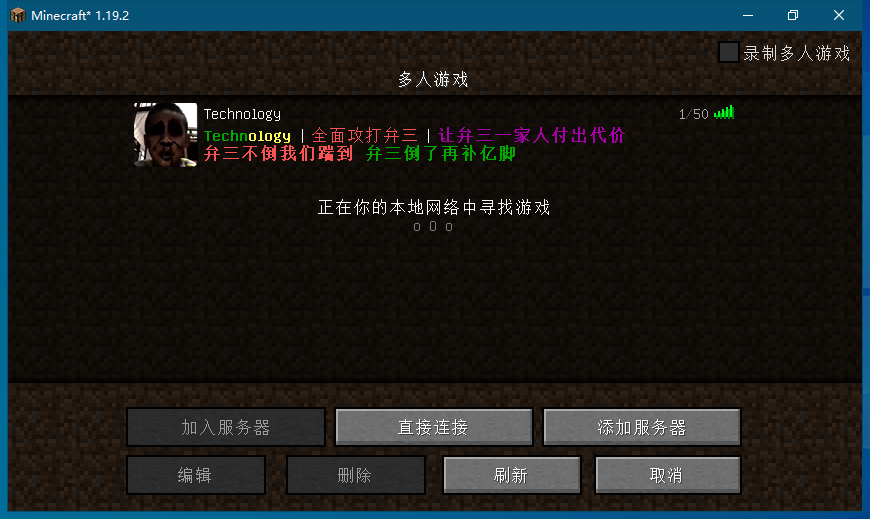 Minecraft* 1.19.2
录制多人游戏
多人游戏
Technology
1/50
Technology | 全面攻打弁三 | 让弁三一家人付出代价
弁三不倒我们踹到 弁三倒了再补亿脚
正在你的本地网络中寻找游戏
o O o
加入服务器
直接连接
添加服务器
编辑
删除
刷新
取消